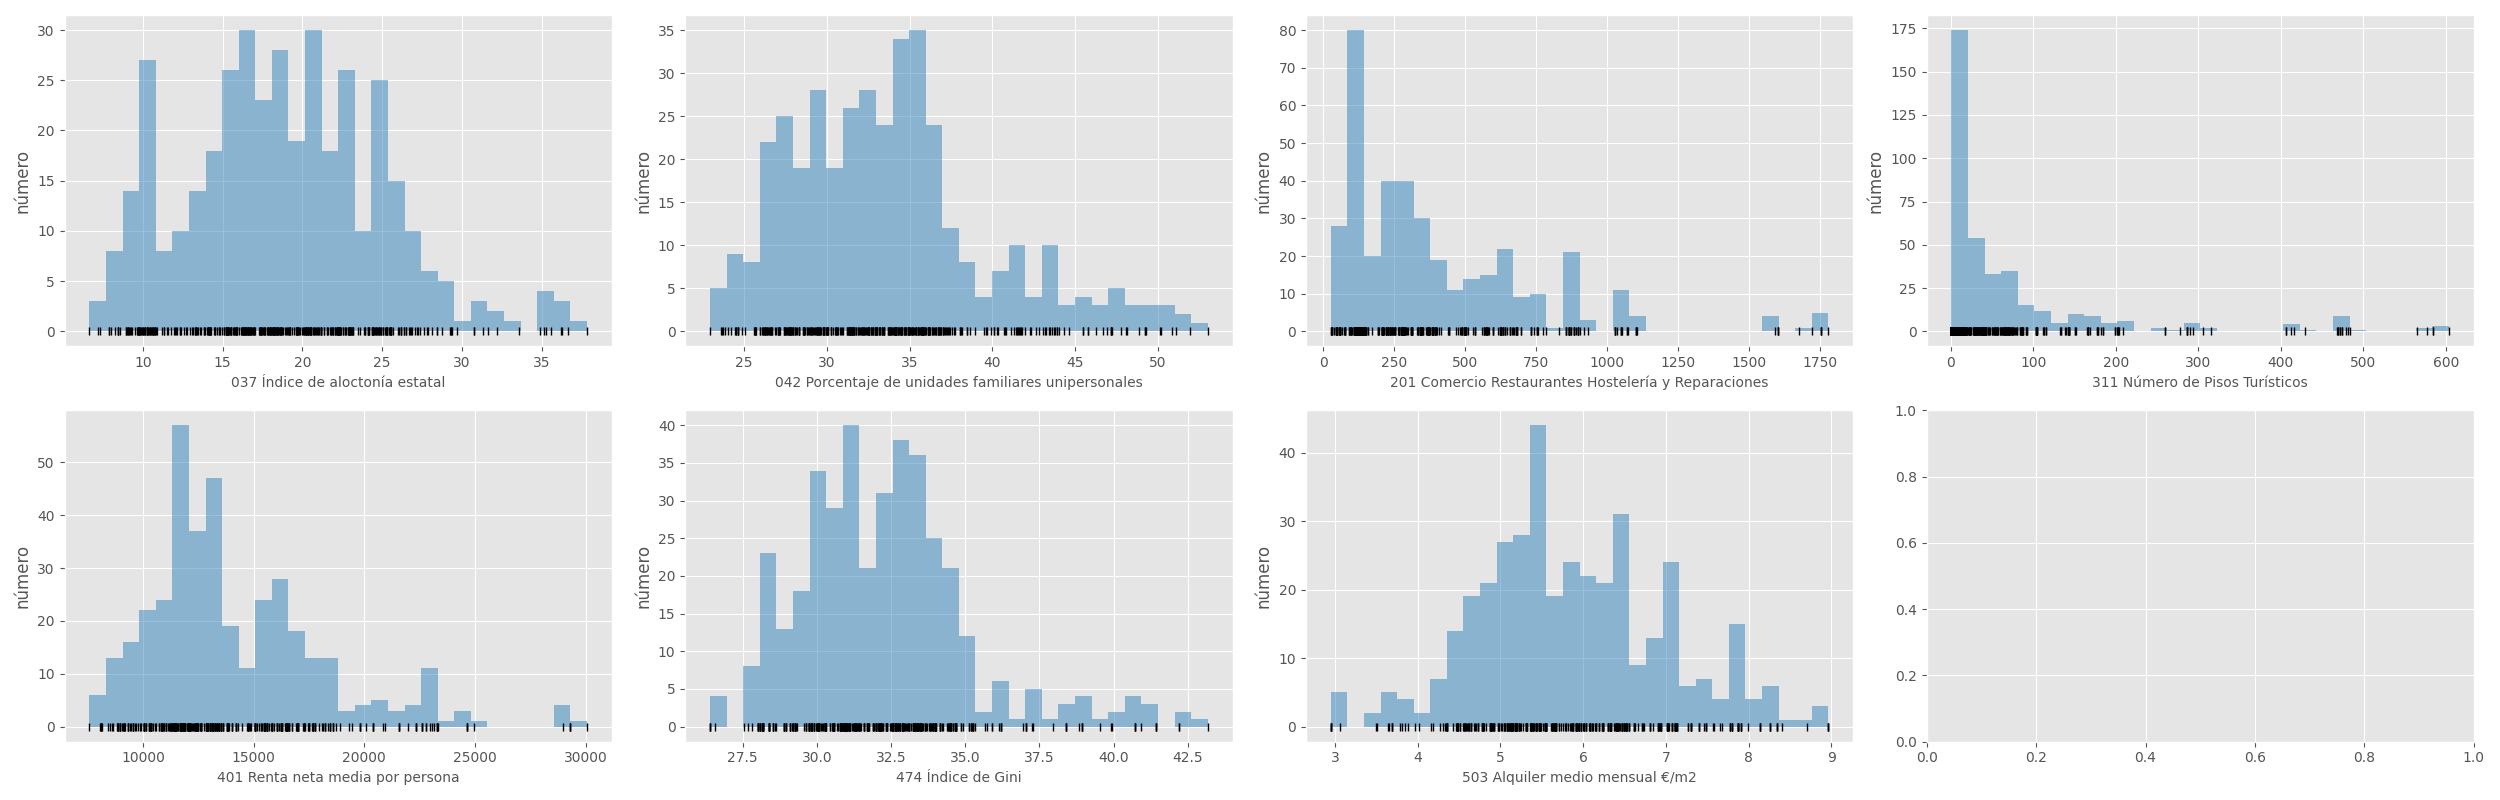 30
25
20
15
10
5
0
número
10 15 20 25 30 35
037 Índice de aloctonía estatal
35
30
25
20
15
10
5
0
número
25 30 35 40 45 50
042 Porcentaje de unidades familiares unipersonales
80
70
60
50
40
30
20
10
0
número
0 250 500 750 1000 1250 1500 1750
201 Comercio Restaurantes Hostelería y Reparaciones
175
150
125
100
75
50
25
0
número
0 100 200 300 400 500 600
311 Número de Pisos Turísticos
50
40
30
20
10
0
número
10000 15000 20000 25000 30000
401 Renta neta media por persona
40
35
30
25
20
15
10
5
0
número
27.5 30.0 32.5 35.0 37.5 40.0 42.5
474 Índice de Gini
40
30
20
10
0
número
3 4 5 6 7 8 9
503 Alquiler medio mensual €/m2
1.0
0.8
0.6
0.4
0.2
0.0
0.0 0.2 0.4 0.6 0.8 1.0